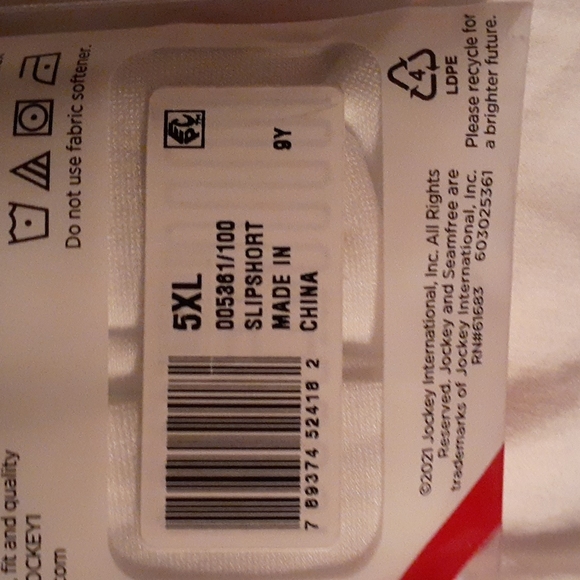 Do not use fabric softener.
5XL
005361/100
SLIPSHORT
MADE IN
CHINA
9Y
7 89374 52418 2
4
LDPE
Please recycle for
a brighter future.
©2021 Jockey International, Inc. All Rights
Reserved. Jockey and Seamfree are
trademarks of Jockey International, Inc.
RN#61683 603025361
fit and quality
OCKEY1
com